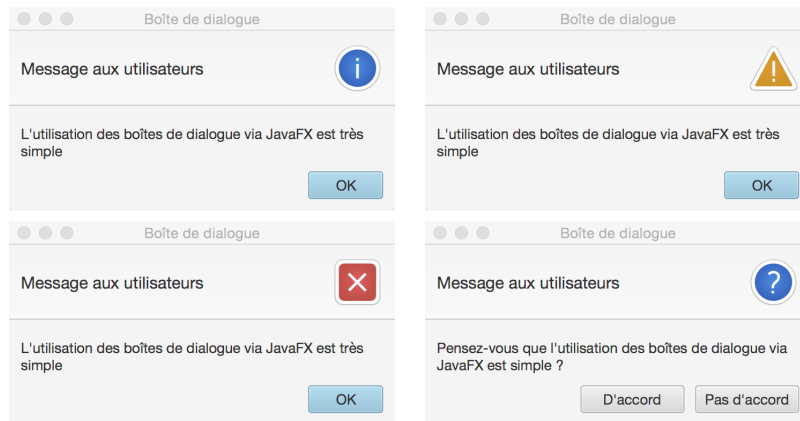 Boîte de dialogue
Message aux utilisateurs
L'utilisation des boîtes de dialogue via JavaFX est très
simple
OK
Boîte de dialogue
Message aux utilisateurs
L'utilisation des boîtes de dialogue via JavaFX est très
simple
OK
Boîte de dialogue
Message aux utilisateurs
L'utilisation des boîtes de dialogue via JavaFX est très
simple
OK
Boîte de dialogue
Message aux utilisateurs
Pensez-vous que l'utilisation des boîtes de dialogue via
JavaFX est simple ?
D'accord Pas d'accord